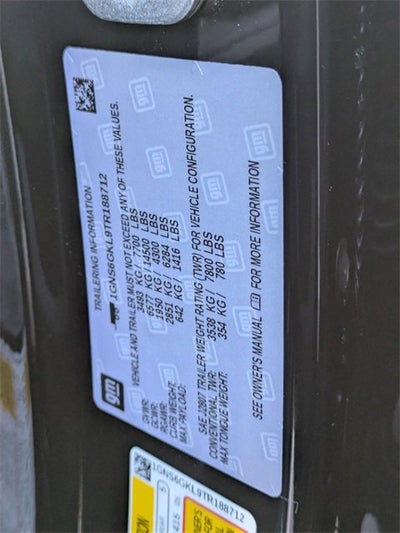 gm
TRAILERING INFORMATION
1GNS6GKL9TR188712
VEHICLE AND TRAILER MUST NOT EXCEED ANY OF THESE VALUES.
GVWR: 3493 KG / 7700 LBS
GCWR: 6577 KG / 14500 LBS
RGAWR: 1950 KG / 4300 LBS
CURB WEIGHT: 2851 KG / 6284 LBS
MAX PAYLOAD: 642 KG / 1416 LBS
SAE J2807 TRAILER WEIGHT RATING (TWR) FOR VEHICLE CONFIGURATION.
CONVENTIONAL TWR: 3538 KG / 7800 LBS
MAX TONGUE WEIGHT: 354 KG / 780 LBS
SEE OWNER'S MANUAL FOR MORE INFORMATION
1GNS6GKL9TR188712